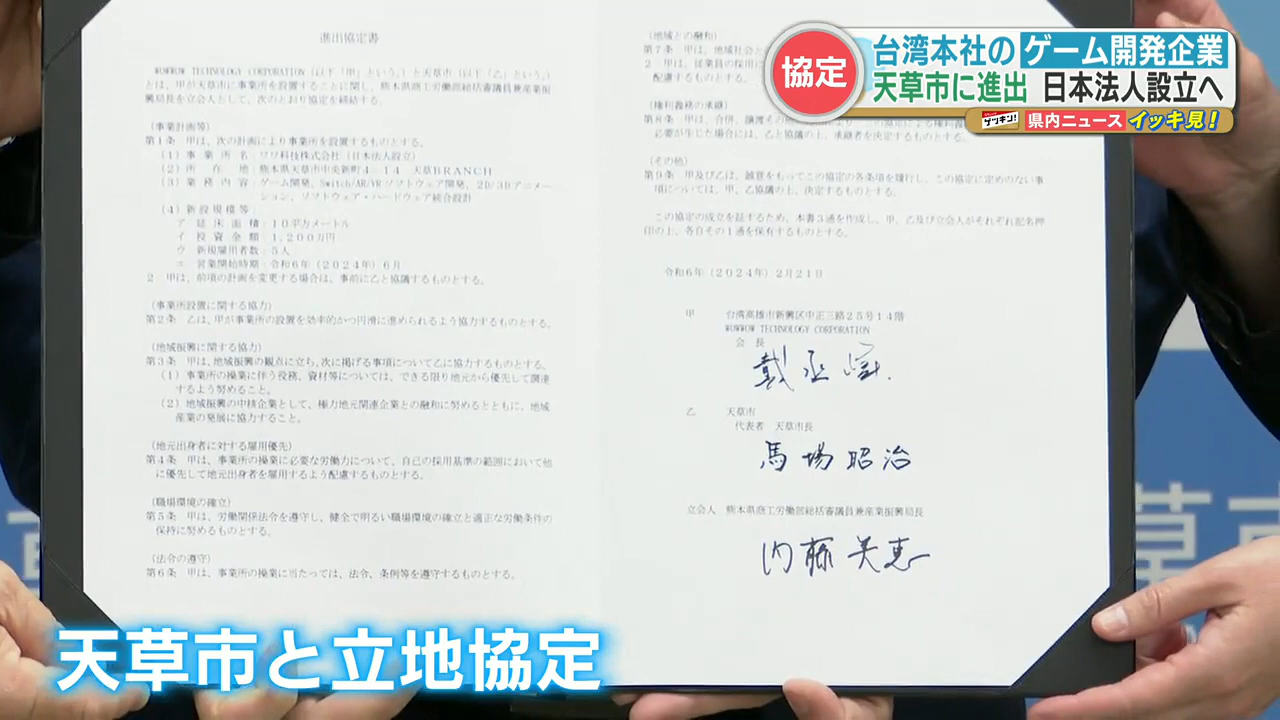 協定
台湾本社の ゲーム開発企業
天草市に進出 日本法人設立へ
ゲツキン! 県内ニュース イッキ見!
進出協定書
WOWWOW TECHNOLOGY CORPORATION(以下「甲」という。)と天草市(以下「乙」という。)
とは、甲が天草市に事業所を設置することに関し、熊本県商工労働部総括審議員兼産業振
興局長を立会人として、次のとおり協定を締結する。
(事業計画等)
第1条 甲は、次の計画により事業所を設置するものとする。
(1)事業所名:ワワ科技株式会社(日本法人設立)
(2)所在地:熊本県天草市中央新町4-14 天草BRANCH
(3)業務内容:ゲーム開発、Switch/AR/VRソフトウェア開発、2D/3Dアニメー
ション、ソフトウェア・ハードウェア統合設計
(4)新設規模等:
ア 延床面積:10平方メートル
イ 投資金額:1,200万円
ウ 新規雇用者数:5人
エ 営業開始時期:令和6年(2024年)6月
2 甲は、前項の計画を変更する場合は、事前に乙と協議するものとする。
(事業所設置に関する協力)
第2条 乙は、甲が事業所の設置を効率的かつ円滑に進められるよう協力するものとする。
(地域振興に関する協力)
第3条 甲は、地域振興の観点に立ち、次に掲げる事項について乙に協力するものとする。
(1)事業所の操業に伴う役務、資材等については、できる限り地元から優先して調達
するよう努めること。
(2)地域振興の中核企業として、極力地元関連企業との融和に努めるとともに、地域
産業の発展に協力すること。
(地元出身者に対する雇用優先)
第4条 甲は、事業所の操業に必要な労働力について、自己の採用基準の範囲において他
に優先して地元出身者を雇用するよう配慮するものとする。
(職場環境の確立)
第5条 甲は、労働関係法令を遵守し、健全で明るい職場環境の確立と適正な労働条件の
保持に努めるものとする。
(法令の遵守)
第6条 甲は、事業所の操業に当たっては、法令、条例等を遵守するものとする。
(地域との融和)
第7条 甲は、地域社会と
2 甲は、従業員の採用に
配慮するものとする。
(権利義務の承継)
第8条 甲は、合併、譲渡その
必要が生じた場合には、乙と協議の上、承継者を決定するものとする。
(その他)
第9条 甲及び乙は、誠意をもってこの協定の各条項を履行し、この協定に定めのない事
項については、甲、乙協議の上、決定するものとする。
この協定の成立を証するため、本書3通を作成し、甲、乙及び立会人がそれぞれ記名押
印の上、各自その1通を保有するものとする。
令和6年(2024年)2月21日
甲 台湾高雄市新興区中正三路25号14階
WOWWOW TECHNOLOGY CORPORATION
会長
戴丞
乙 天草市
代表者 天草市長
馬場昭治
立会人 熊本県商工労働部総括審議員兼産業振興局長
内藤美恵
天草市と立地協定
草市